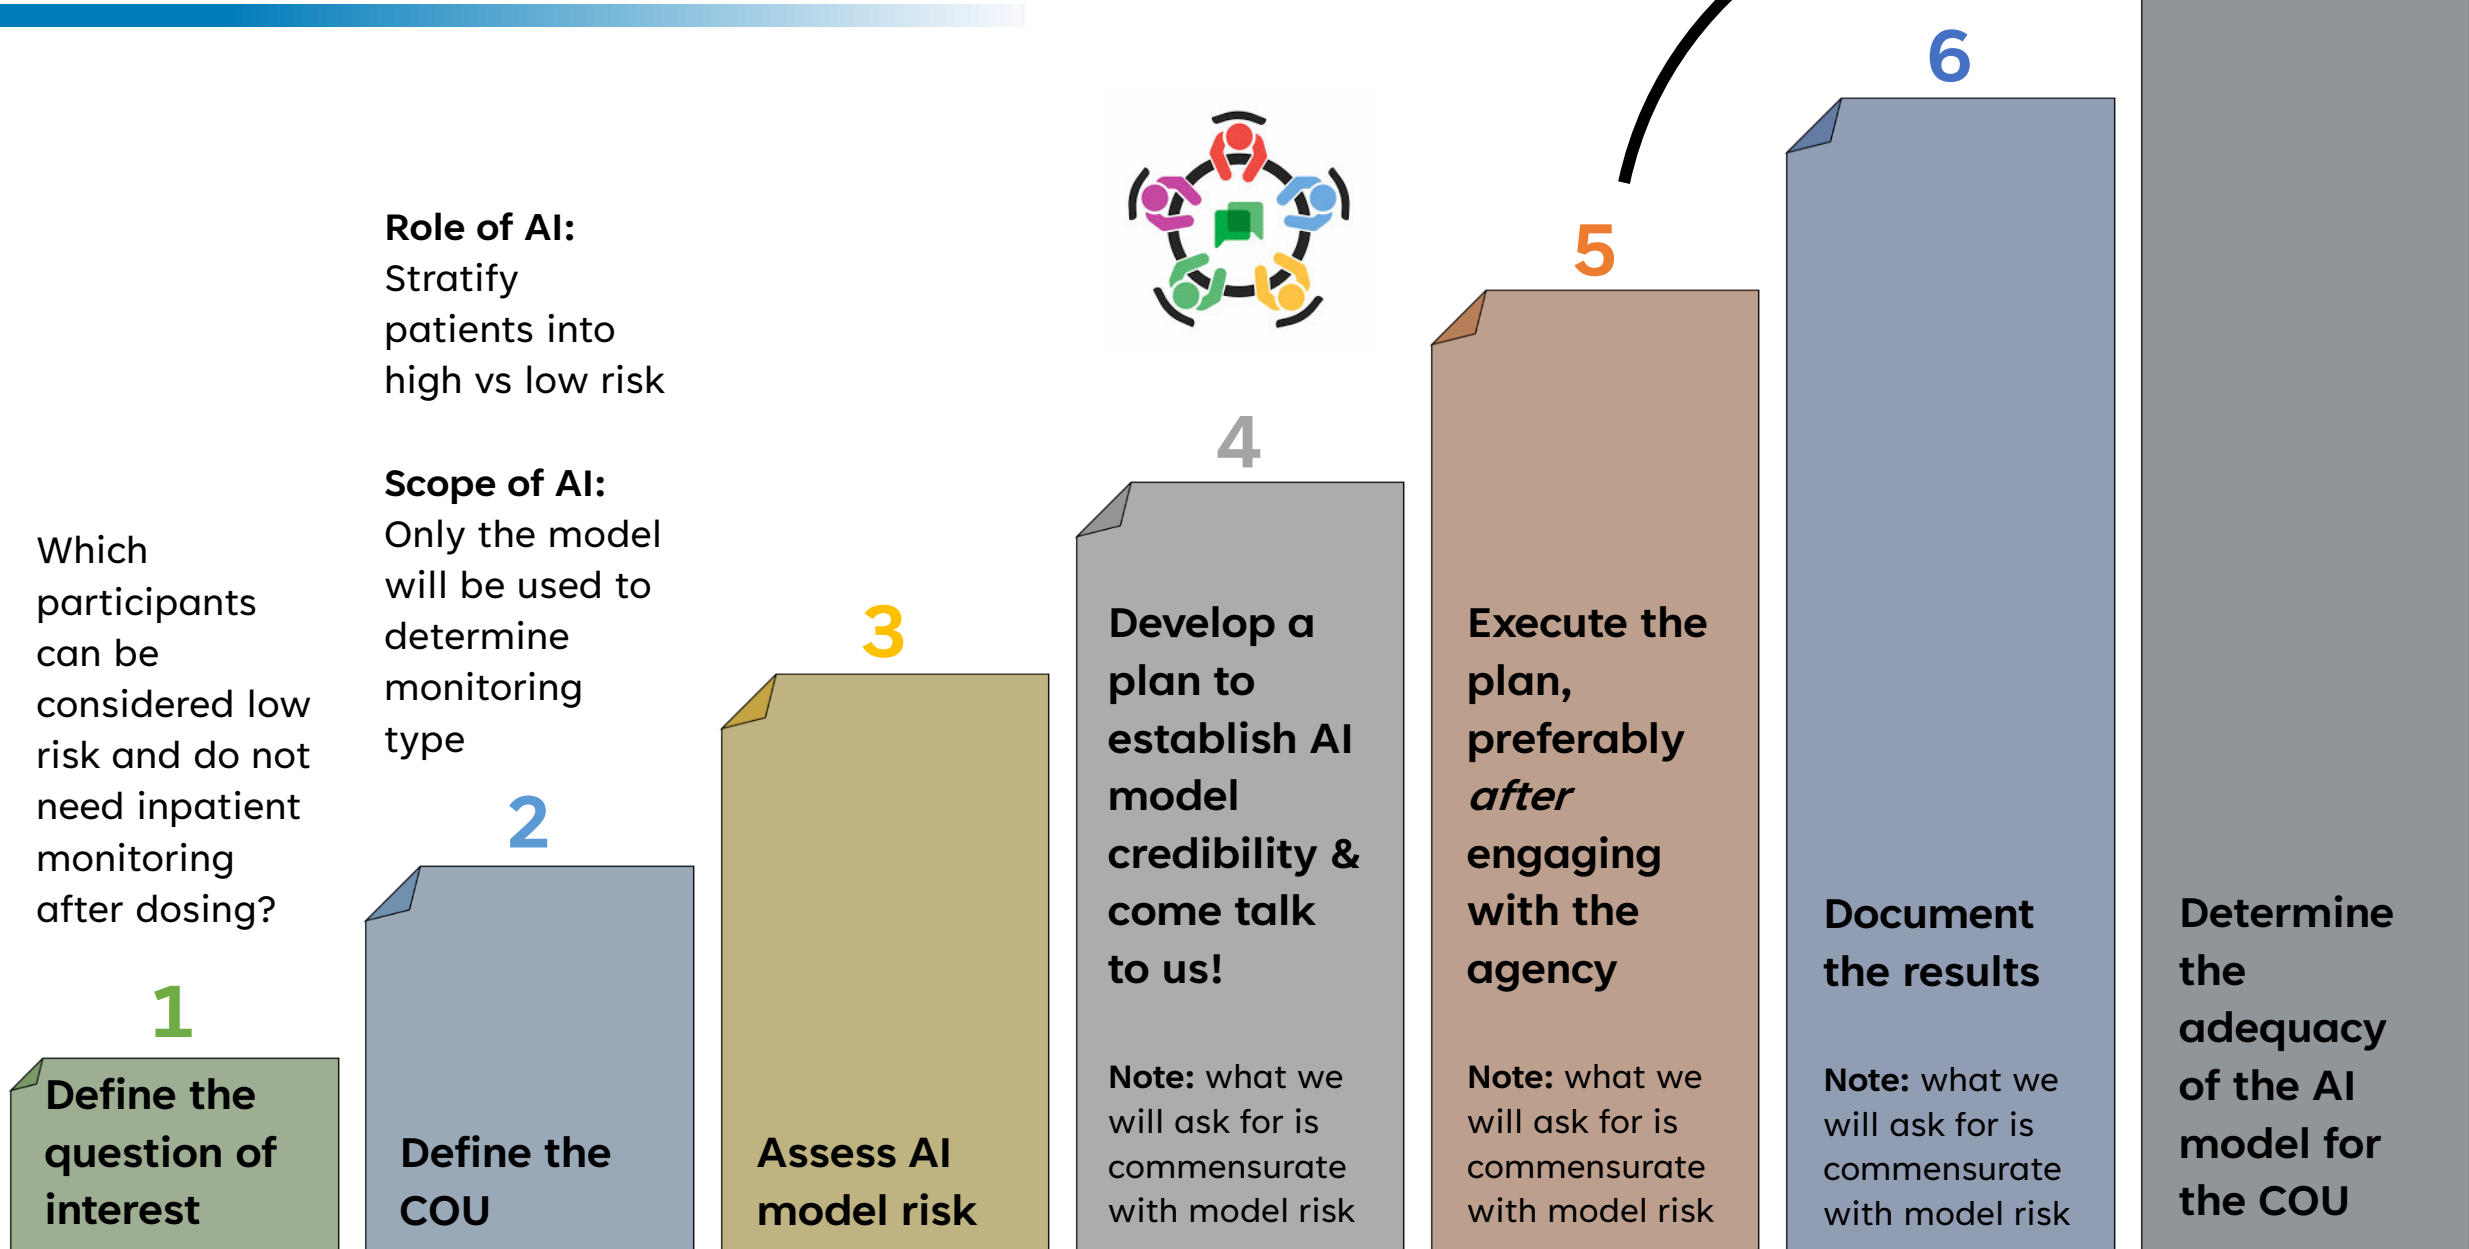 Which
participants
can be
considered low
risk and do not
need inpatient
monitoring
after dosing?
1
Define the
question of
interest
Role of AI:
Stratify
patients into
high vs low risk
Scope of AI:
Only the model
will be used to
determine
monitoring
type
2
Define the
COU
3
Assess AI
model risk
4
Develop a
plan to
establish AI
model
credibility &
come talk
to us!
Note: what we
will ask for is
commensurate
with model risk
5
Execute the
plan,
preferably
after
engaging
with the
agency
Note: what we
will ask for is
commensurate
with model risk
6
Document
the results
Note: what we
will ask for is
commensurate
with model risk
Determine
the
adequacy
of the AI
model for
the COU